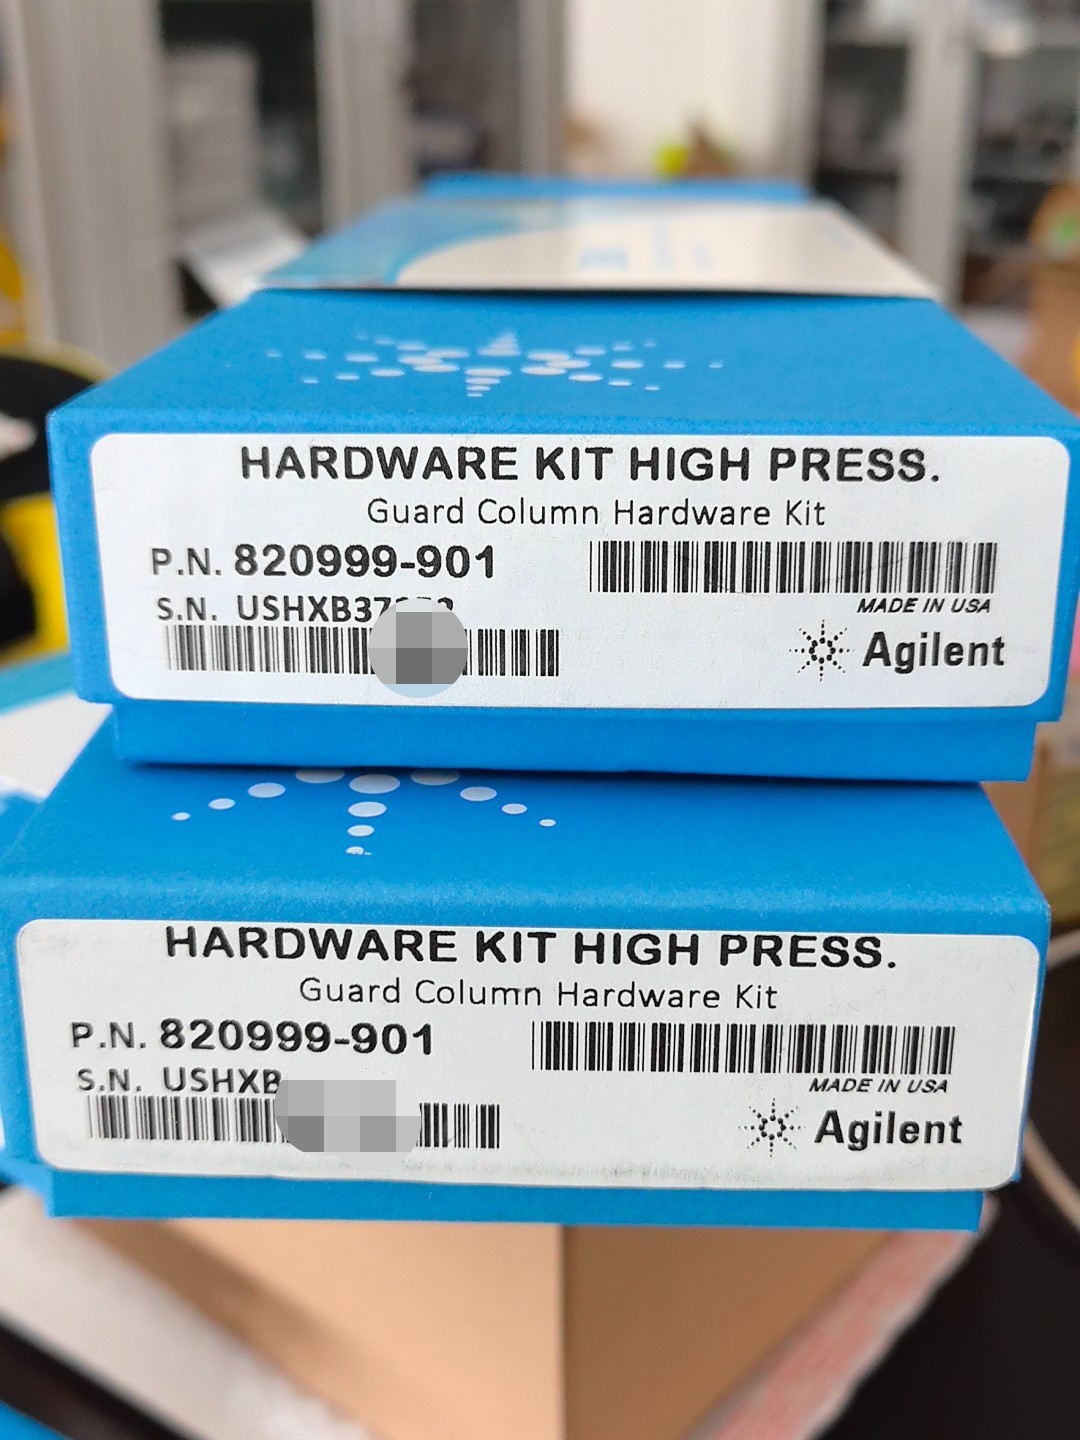 HARDWARE KIT HIGH PRESS.
Guard Column Hardware Kit
P.N. 820999-901
S.N.
MADE IN USA
Agilent
HARDWARE KIT HIGH PRESS.
Guard Column Hardware Kit
P.N. 820999-901
S.N. USHXB
MADE IN USA
Agilent